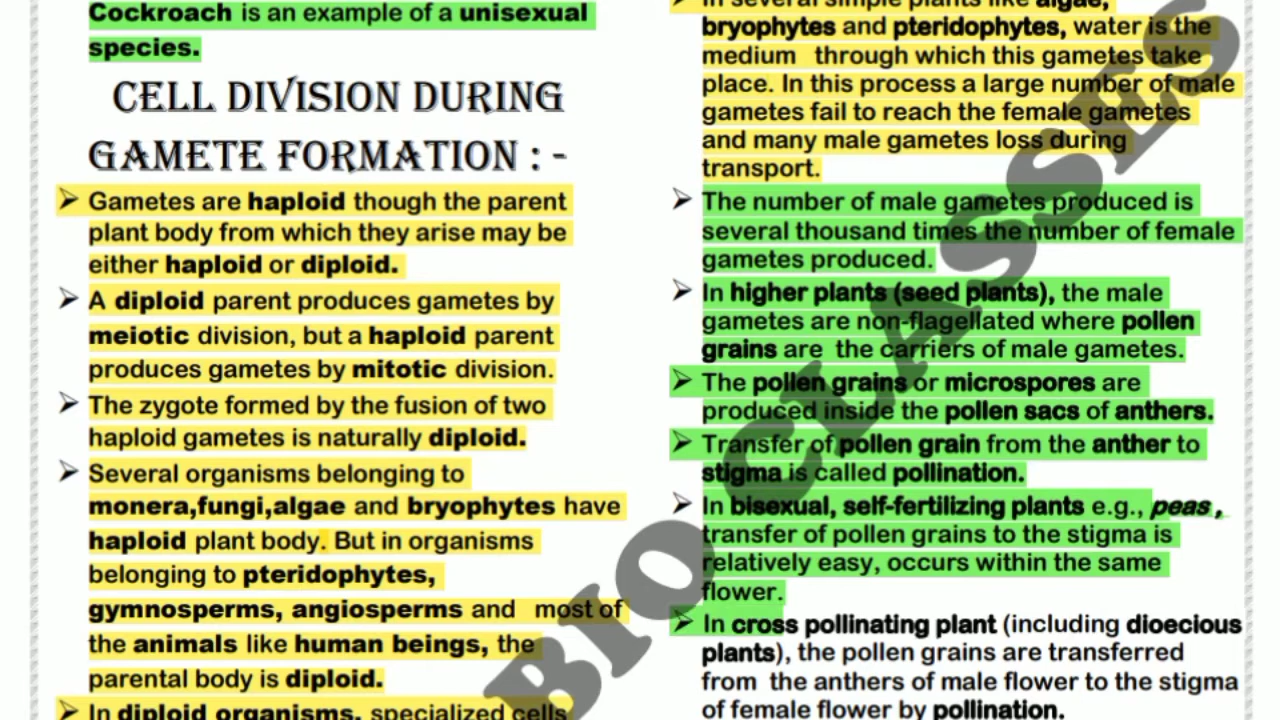 Cockroach is an example of a unisexual
species.
CELL DIVISION DURING
GAMETE FORMATION : -
➢ Gametes are haploid though the parent
plant body from which they arise may be
either haploid or diploid.
➢ A diploid parent produces gametes by
meiotic division, but a haploid parent
produces gametes by mitotic division.
➢ The zygote formed by the fusion of two
haploid gametes is naturally diploid.
➢ Several organisms belonging to
monera,fungi,algae and bryophytes have
haploid plant body. But in organisms
belonging to pteridophytes,
gymnosperms, angiosperms and most of
the animals like human beings, the
parental body is diploid.
➢ In diploid organisms, specialized cells
➢ In several simple plants like algae,
bryophytes and pteridophytes, water is the
medium through which this gametes take
place. In this process a large number of male
gametes fail to reach the female gametes
and many male gametes loss during
transport.
➢ The number of male gametes produced is
several thousand times the number of female
gametes produced.
➢ In higher plants (seed plants), the male
gametes are non-flagellated where pollen
grains are the carriers of male gametes.
➢ The pollen grains or microspores are
produced inside the pollen sacs of anthers.
➢ Transfer of pollen grain from the anther to
stigma is called pollination.
➢ In bisexual, self-fertilizing plants e.g., peas ,
transfer of pollen grains to the stigma is
relatively easy, occurs within the same
flower.
➢ In cross pollinating plant (including dioecious
plants), the pollen grains are transferred
from the anthers of male flower to the stigma
of female flower by pollination.
BIO CLASSES